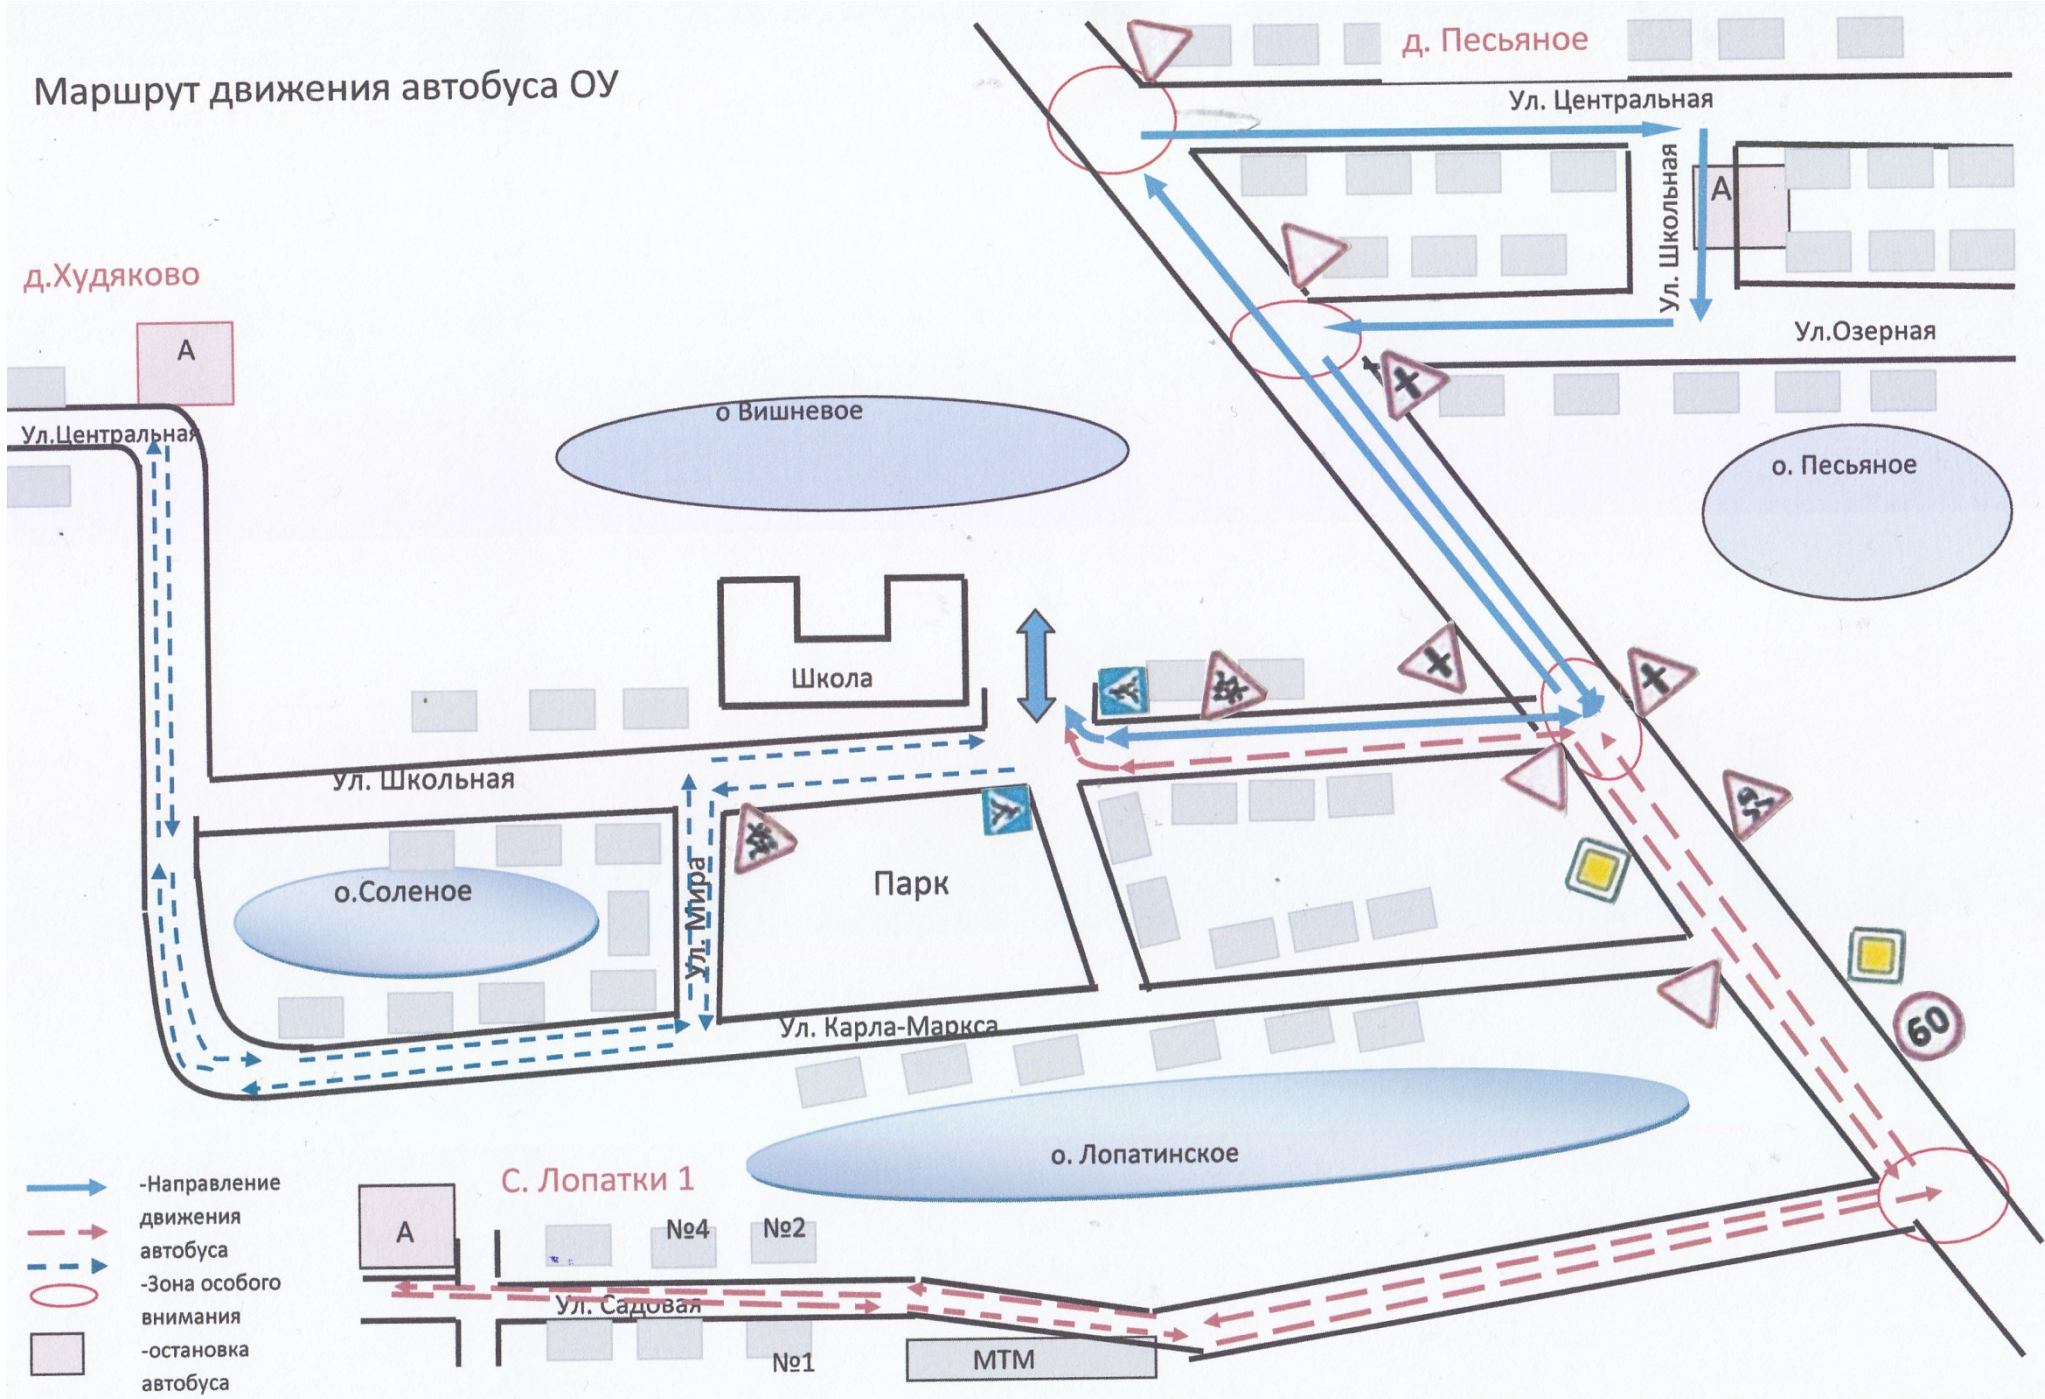 Маршрут движения автобуса ОУ
д. Песьяное
Ул. Центральная
Ул. Школьная
А
Ул.Озерная
д.Худяково
А
Ул.Центральная
о Вишневое
о. Песьяное
Школа
Ул. Школьная
о.Соленое
Ул. Мира
Парк
Ул. Карла-Маркса
60
о. Лопатинское
С. Лопатки 1
А
№4
№2
Ул. Садовая
№1
МТМ
-Направление
движения
автобуса
-Зона особого
внимания
-остановка
автобуса